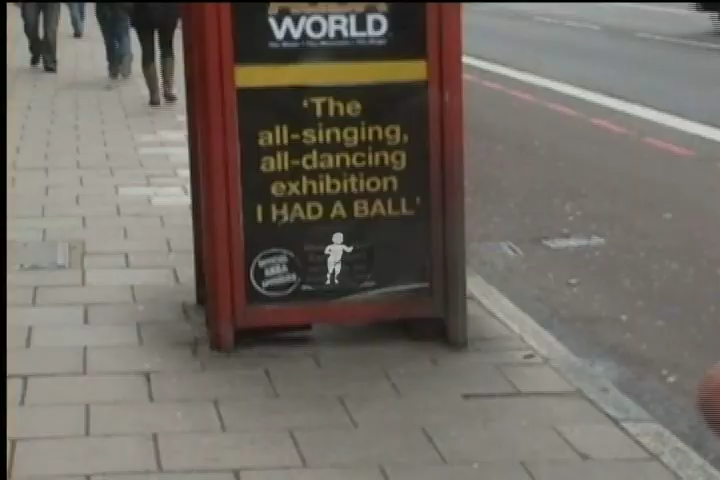 WORLD
'The
all-singing,
all-dancing
exhibition
I HAD A BALL'